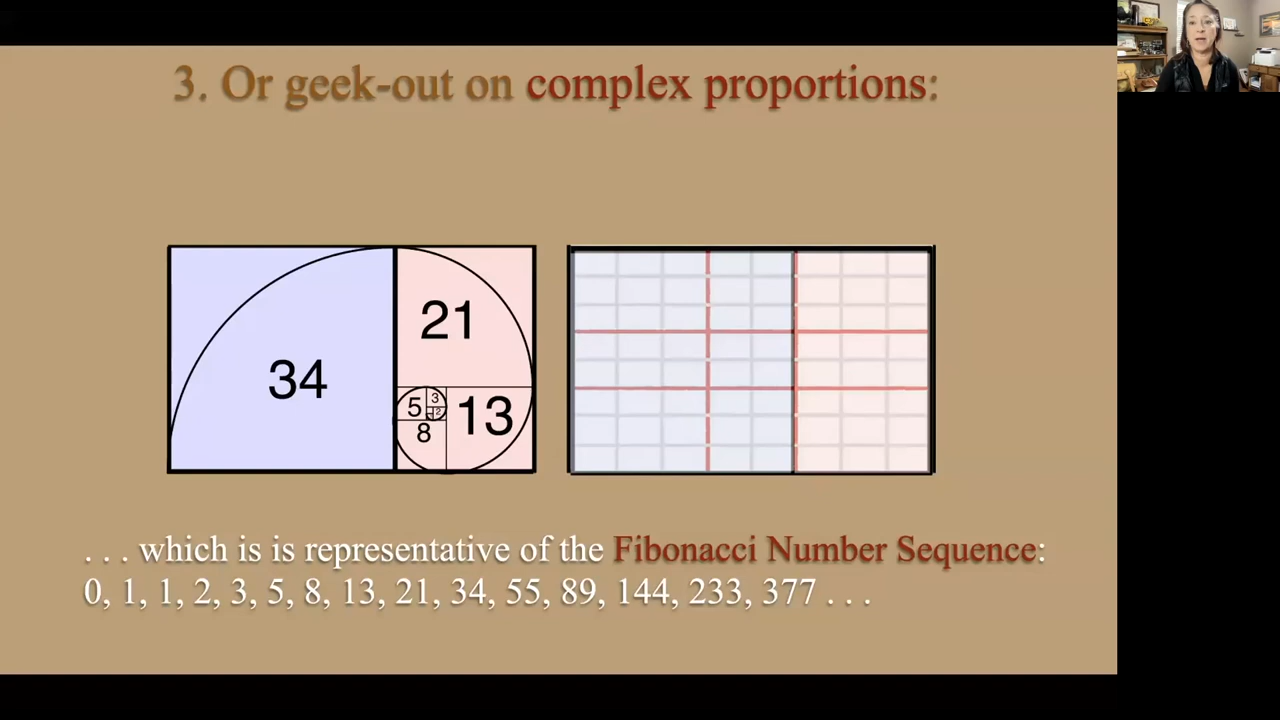 3. Or geek-out on complex proportions:
34
21
5
3
2
8
13
. . . which is is representative of the Fibonacci Number Sequence:
0, 1, 1, 2, 3, 5, 8, 13, 21, 34, 55, 89, 144, 233, 377 . . .